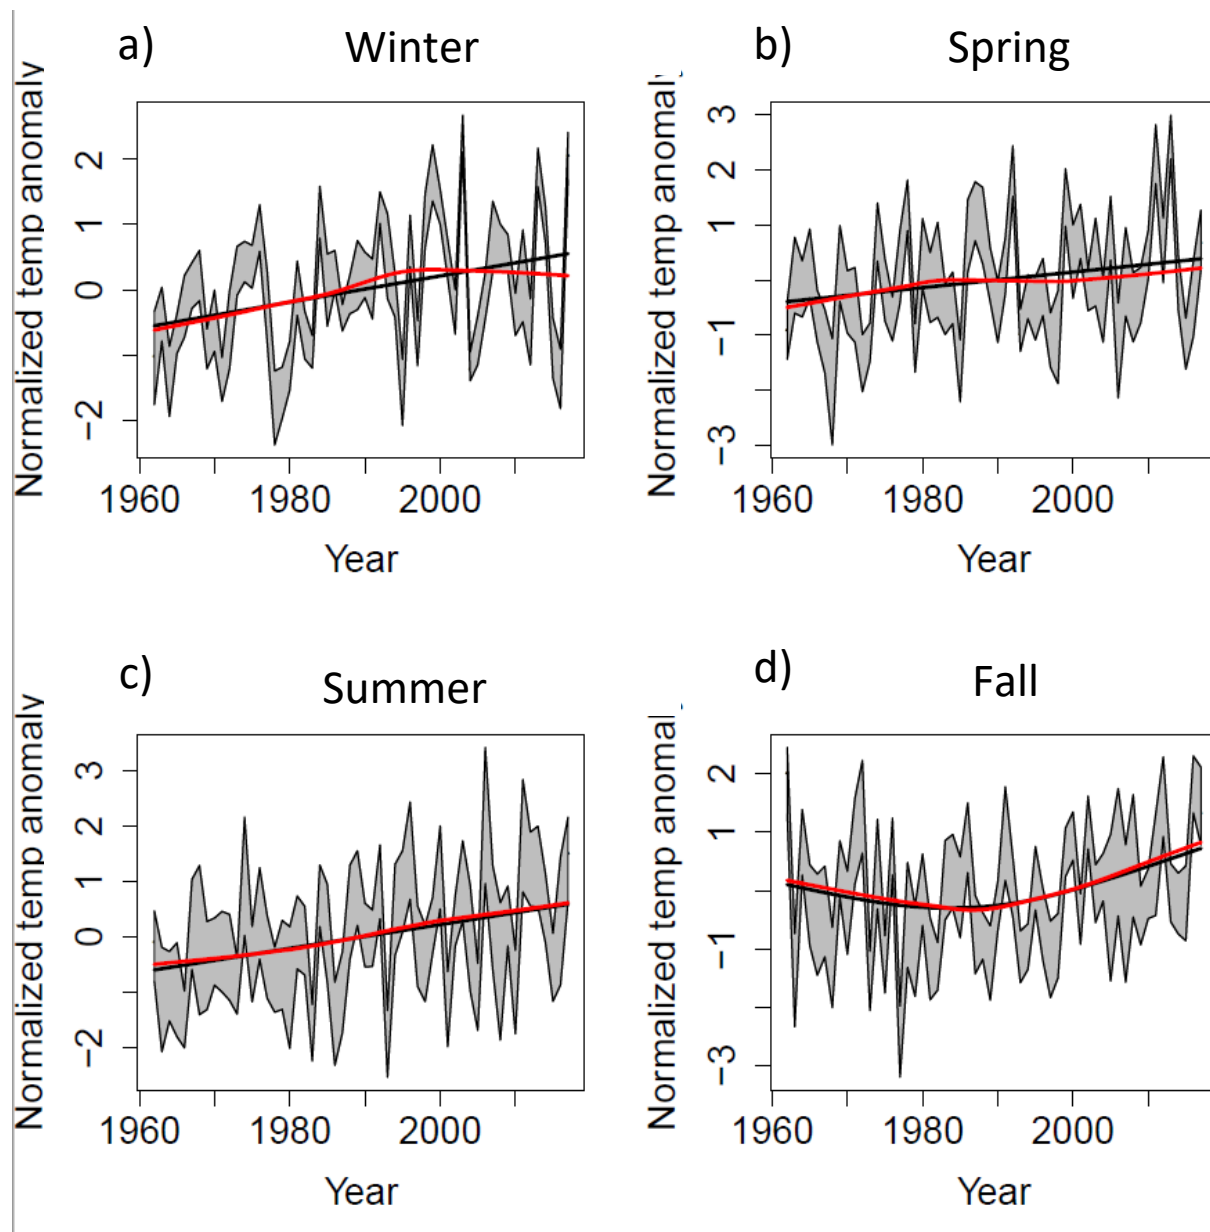 a) Winter
Normalized temp anomaly
2
1
0
−2
1960 1980 2000
Year
b) Spring
Normalized temp anomaly
3
2
1
−1
−3
1960 1980 2000
Year
c) Summer
Normalized temp anomaly
3
2
1
0
−2
1960 1980 2000
Year
d) Fall
Normalized temp anomaly
2
1
−1
−3
1960 1980 2000
Year